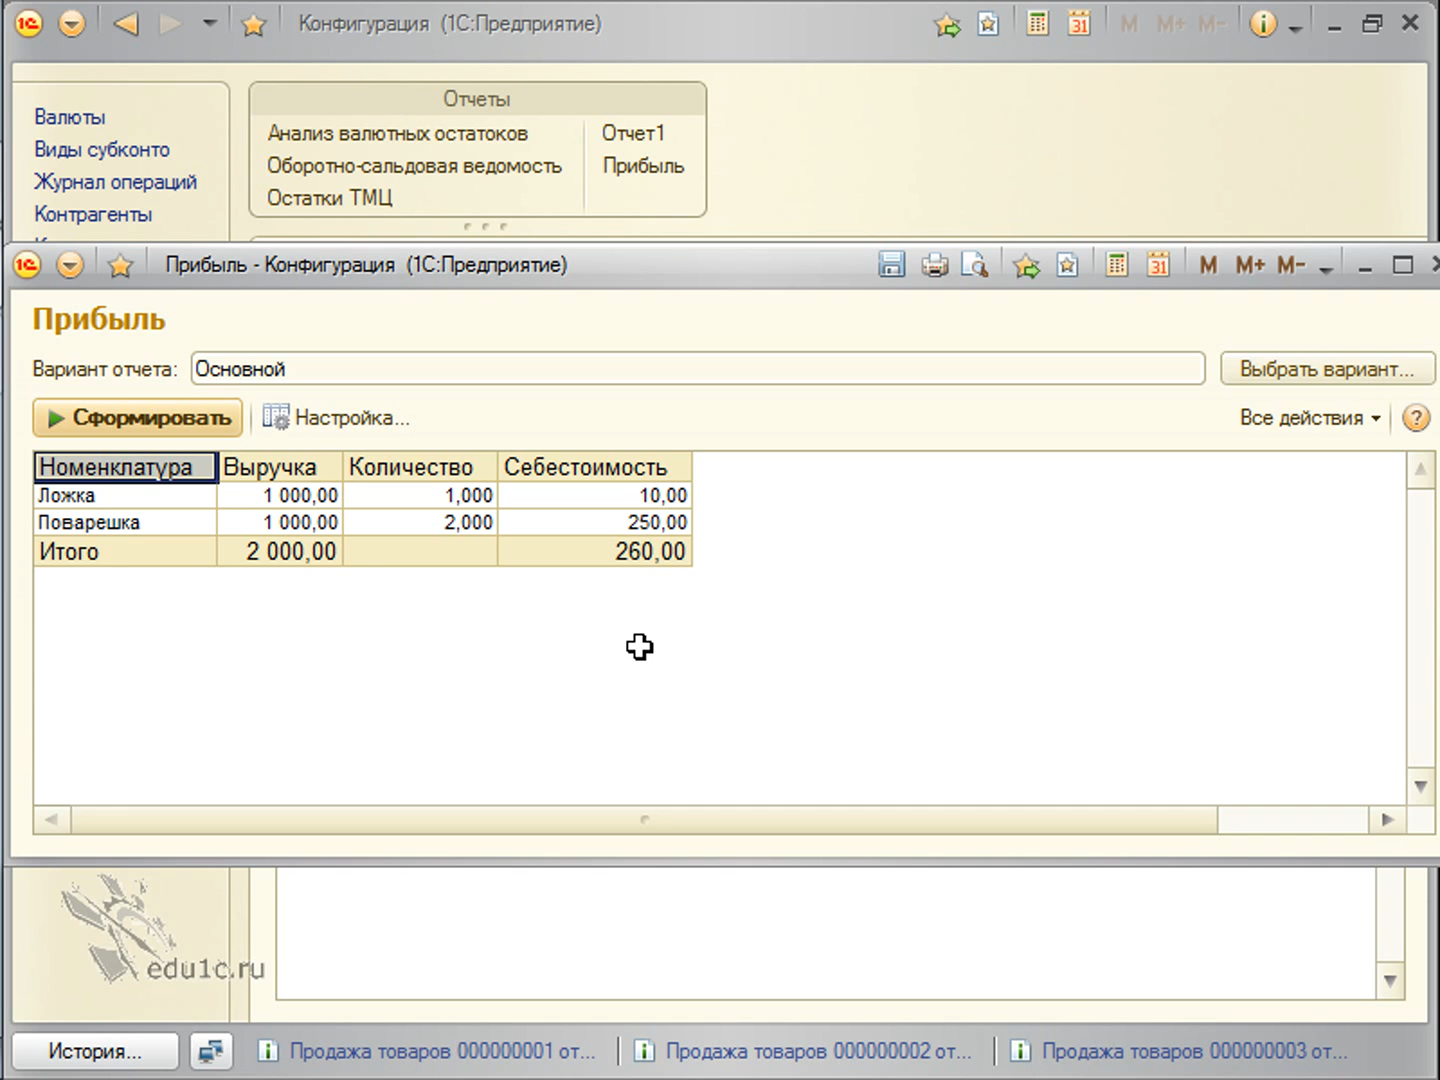 Конфигурация (1С:Предприятие)
31
M M+ M-
Валюты
Виды субконто
Журнал операций
Контрагенты
Отчеты
Анализ валютных остатоков
Отчет1
Оборотно-сальдовая ведомость
Прибыль
Остатки ТМЦ
Прибыль - Конфигурация (1С:Предприятие)
31
M M+ M-
Прибыль
Вариант отчета: Основной
Выбрать вариант...
Сформировать
Настройка...
Все действия
Номенклатура Выручка Количество Себестоимость
Ложка 1 000,00 1,000 10,00
Поварешка 1 000,00 2,000 250,00
Итого 2 000,00 260,00
edu1c.ru
История...
Продажа товаров 000000001 от...
Продажа товаров 000000002 от...
Продажа товаров 000000003 от...